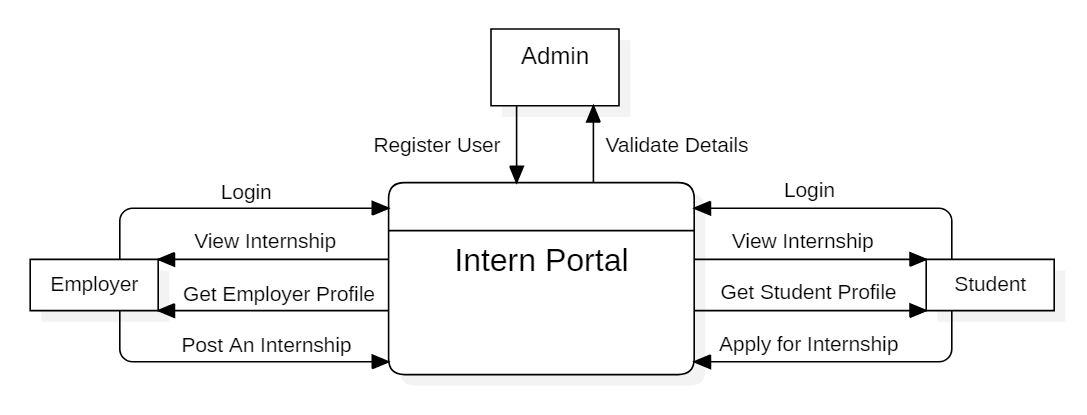 Admin
Register User
Validate Details
Login
Login
View Internship
View Internship
Intern Portal
Employer
Student
Get Employer Profile
Get Student Profile
Post An Internship
Apply for Internship